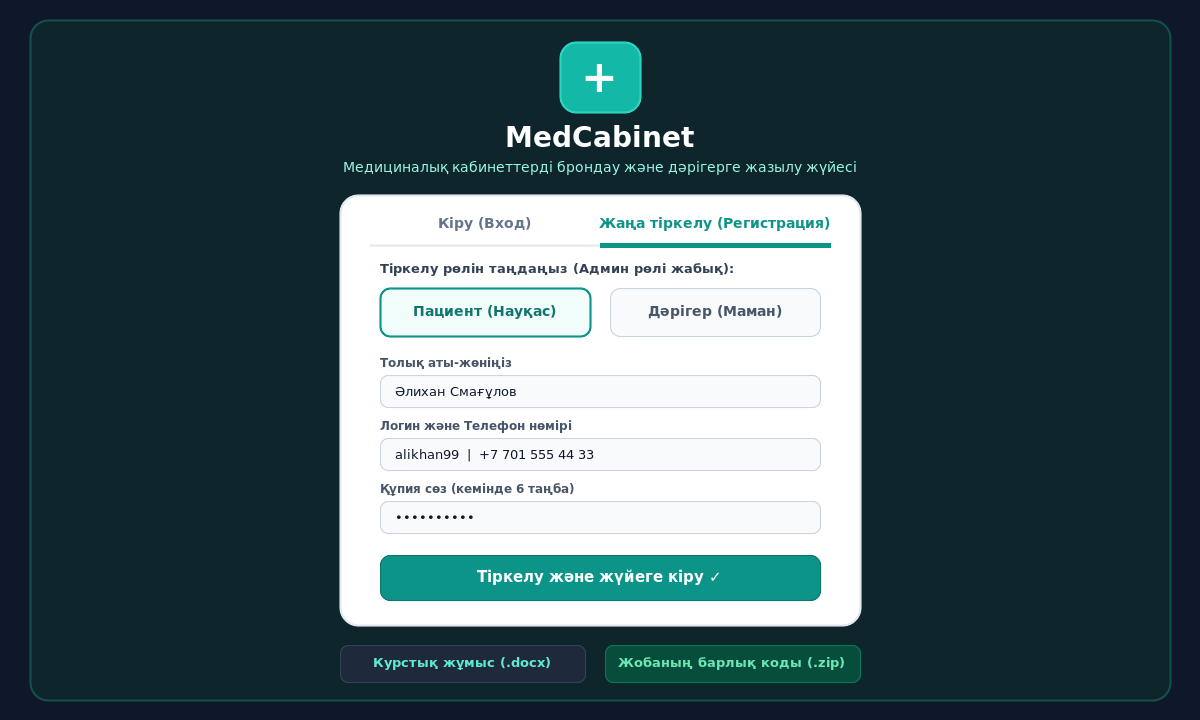 +
MedCabinet
Медициналық кабинеттерді брондау және дәрігерге жазылу жүйесі
Кіру (Вход)
Жаңа тіркелу (Регистрация)
Тіркелу рөлін таңдаңыз (Админ рөлі жабық):
Пациент (Науқас)
Дәрігер (Маман)
Толық аты-жөніңіз
Әлихан Смағұлов
Логин және Телефон нөмірі
alikhan99 | +7 701 555 44 33
Құпия сөз (кемінде 6 таңба)
••••••••••
Тіркелу және жүйеге кіру ✓
Курстық жұмыс (.docx)
Жобаның барлық коды (.zip)